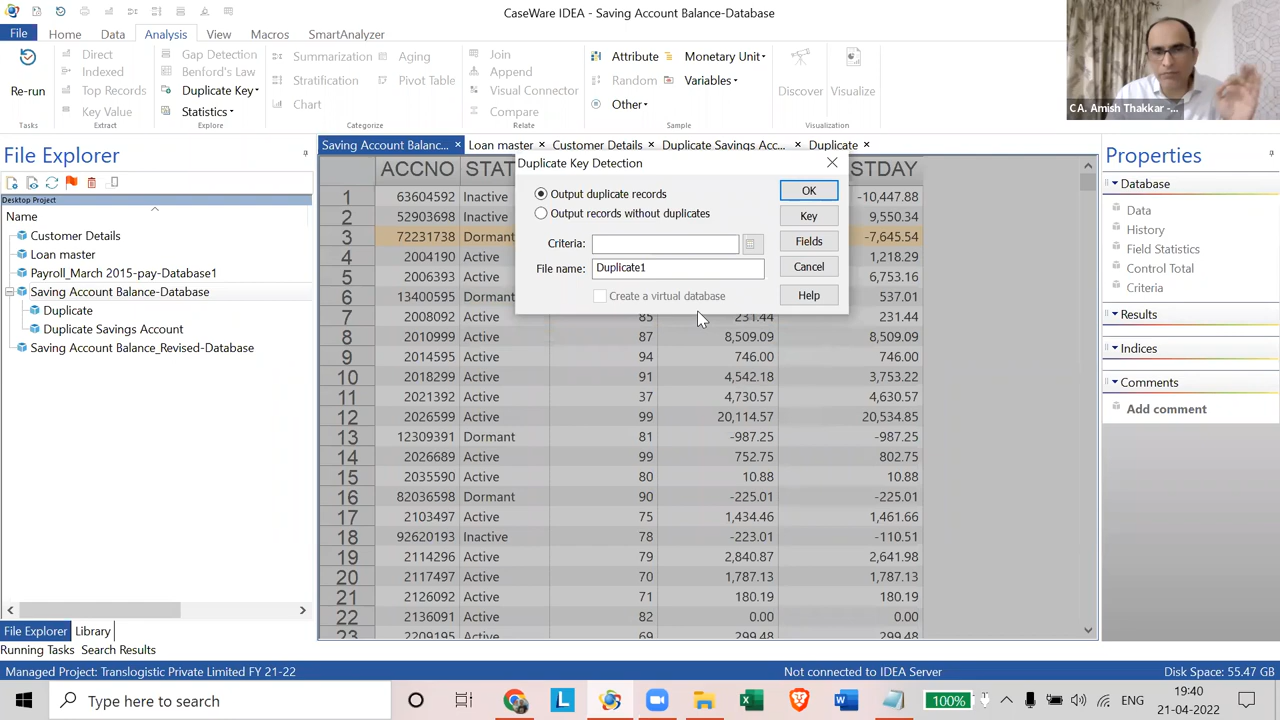 CaseWare IDEA - Saving Account Balance-Database
File Home Data Analysis View Macros SmartAnalyzer
Re-run
Tasks
Direct
Indexed
Top Records
Key Value
Extract
Gap Detection
Benford's Law
Duplicate Key
Statistics
Explore
Summarization
Stratification
Chart
Aging
Pivot Table
Categorize
Join
Append
Visual Connector
Compare
Relate
Attribute
Random
Other
Monetary Unit
Variables
Sample
Discover
Visualize
Visualization
CA. Amish Thakkar -...
File Explorer
Desktop Project
Name
Customer Details
Loan master
Payroll_March 2015-pay-Database1
Saving Account Balance-Database
Duplicate
Duplicate Savings Account
Saving Account Balance_Revised-Database
File Explorer Library
Running Tasks Search Results
Saving Account Balanc... × Loan master × Customer Details × Duplicate Savings Acc... × Duplicate ×
ACCNO STAT STDAY
1 63604592 Inactive -10,447.88
2 52903698 Inactive 9,550.34
3 72231738 Dormant -7,645.54
4 2004190 Active 1,218.29
5 2006393 Active 6,753.16
6 13400595 Dormant 537.01
7 2008092 Active 85 231.44 231.44
8 2010999 Active 87 8,509.09 8,509.09
9 2014595 Active 94 746.00 746.00
10 2018299 Active 91 4,542.18 3,753.22
11 2021392 Active 37 4,730.57 4,630.57
12 2026599 Active 99 20,114.57 20,534.85
13 12309391 Dormant 81 -987.25 -987.25
14 2026689 Active 99 752.75 802.75
15 2035590 Active 80 10.88 10.88
16 82036598 Dormant 90 -225.01 -225.01
17 2103497 Active 75 1,434.46 1,461.66
18 92620193 Inactive 78 -223.01 -110.51
19 2114296 Active 79 2,840.87 2,641.98
20 2117497 Active 70 1,787.13 1,787.13
21 2126092 Active 71 180.19 180.19
22 2136091 Active 82 0.00 0.00
23 2209195 Active 69 299.48 299.48
Duplicate Key Detection
Output duplicate records
Output records without duplicates
Criteria:
File name: Duplicate1
Create a virtual database
OK
Key
Fields
Cancel
Help
Properties
Database
Data
History
Field Statistics
Control Total
Criteria
Results
Indices
Comments
Add comment
Managed Project: Translogistic Private Limited FY 21-22 Not connected to IDEA Server Disk Space: 55.47 GB
Type here to search
100%
ENG
19:40
21-04-2022